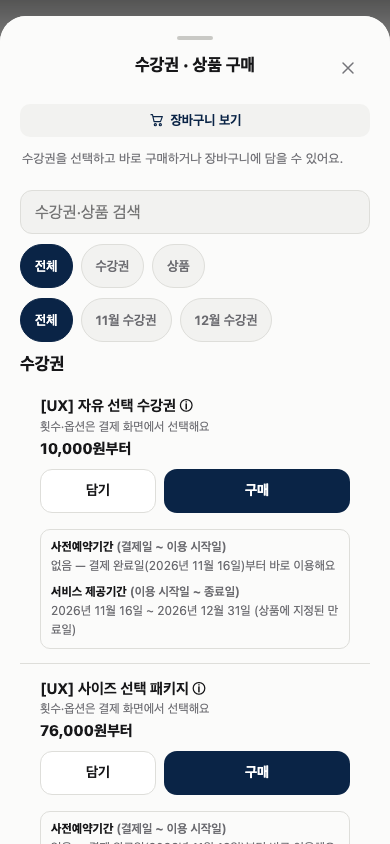 수강권 · 상품 구매
장바구니 보기
수강권을 선택하고 바로 구매하거나 장바구니에 담을 수 있어요.
수강권·상품 검색
전체 수강권 상품
전체 11월 수강권 12월 수강권
수강권
[UX] 자유 선택 수강권 ⓘ
횟수·옵션은 결제 화면에서 선택해요
10,000원부터
담기 구매
사전예약기간 (결제일 ~ 이용 시작일)
없음 — 결제 완료일(2026년 11월 16일)부터 바로 이용해요
서비스 제공기간 (이용 시작일 ~ 종료일)
2026년 11월 16일 ~ 2026년 12월 31일 (상품에 지정된 만
료일)
[UX] 사이즈 선택 패키지 ⓘ
횟수·옵션은 결제 화면에서 선택해요
76,000원부터
담기 구매
사전예약기간 (결제일 ~ 이용 시작일)